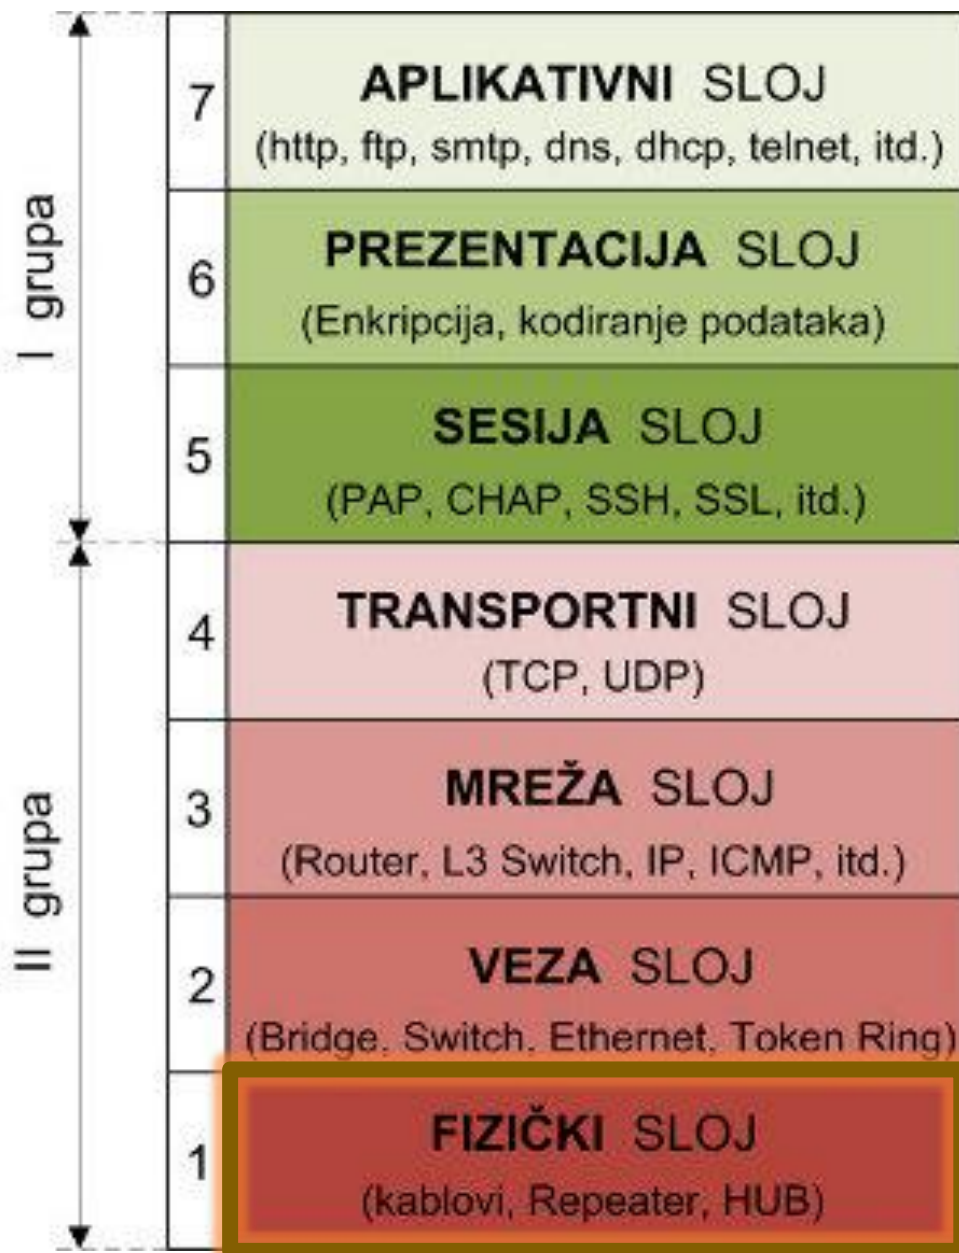 I grupa
7
APLIKATIVNI SLOJ
(http, ftp, smtp, dns, dhcp, telnet, itd.)
6
PREZENTACIJA SLOJ
(Enkripcija, kodiranje podataka)
5
SESIJA SLOJ
(PAP, CHAP, SSH, SSL, itd.)
II grupa
4
TRANSPORTNI SLOJ
(TCP, UDP)
3
MREŽA SLOJ
(Router, L3 Switch, IP, ICMP, itd.)
2
VEZA SLOJ
(Bridge, Switch, Ethernet, Token Ring)
1
FIZIČKI SLOJ
(kablovi, Repeater, HUB)